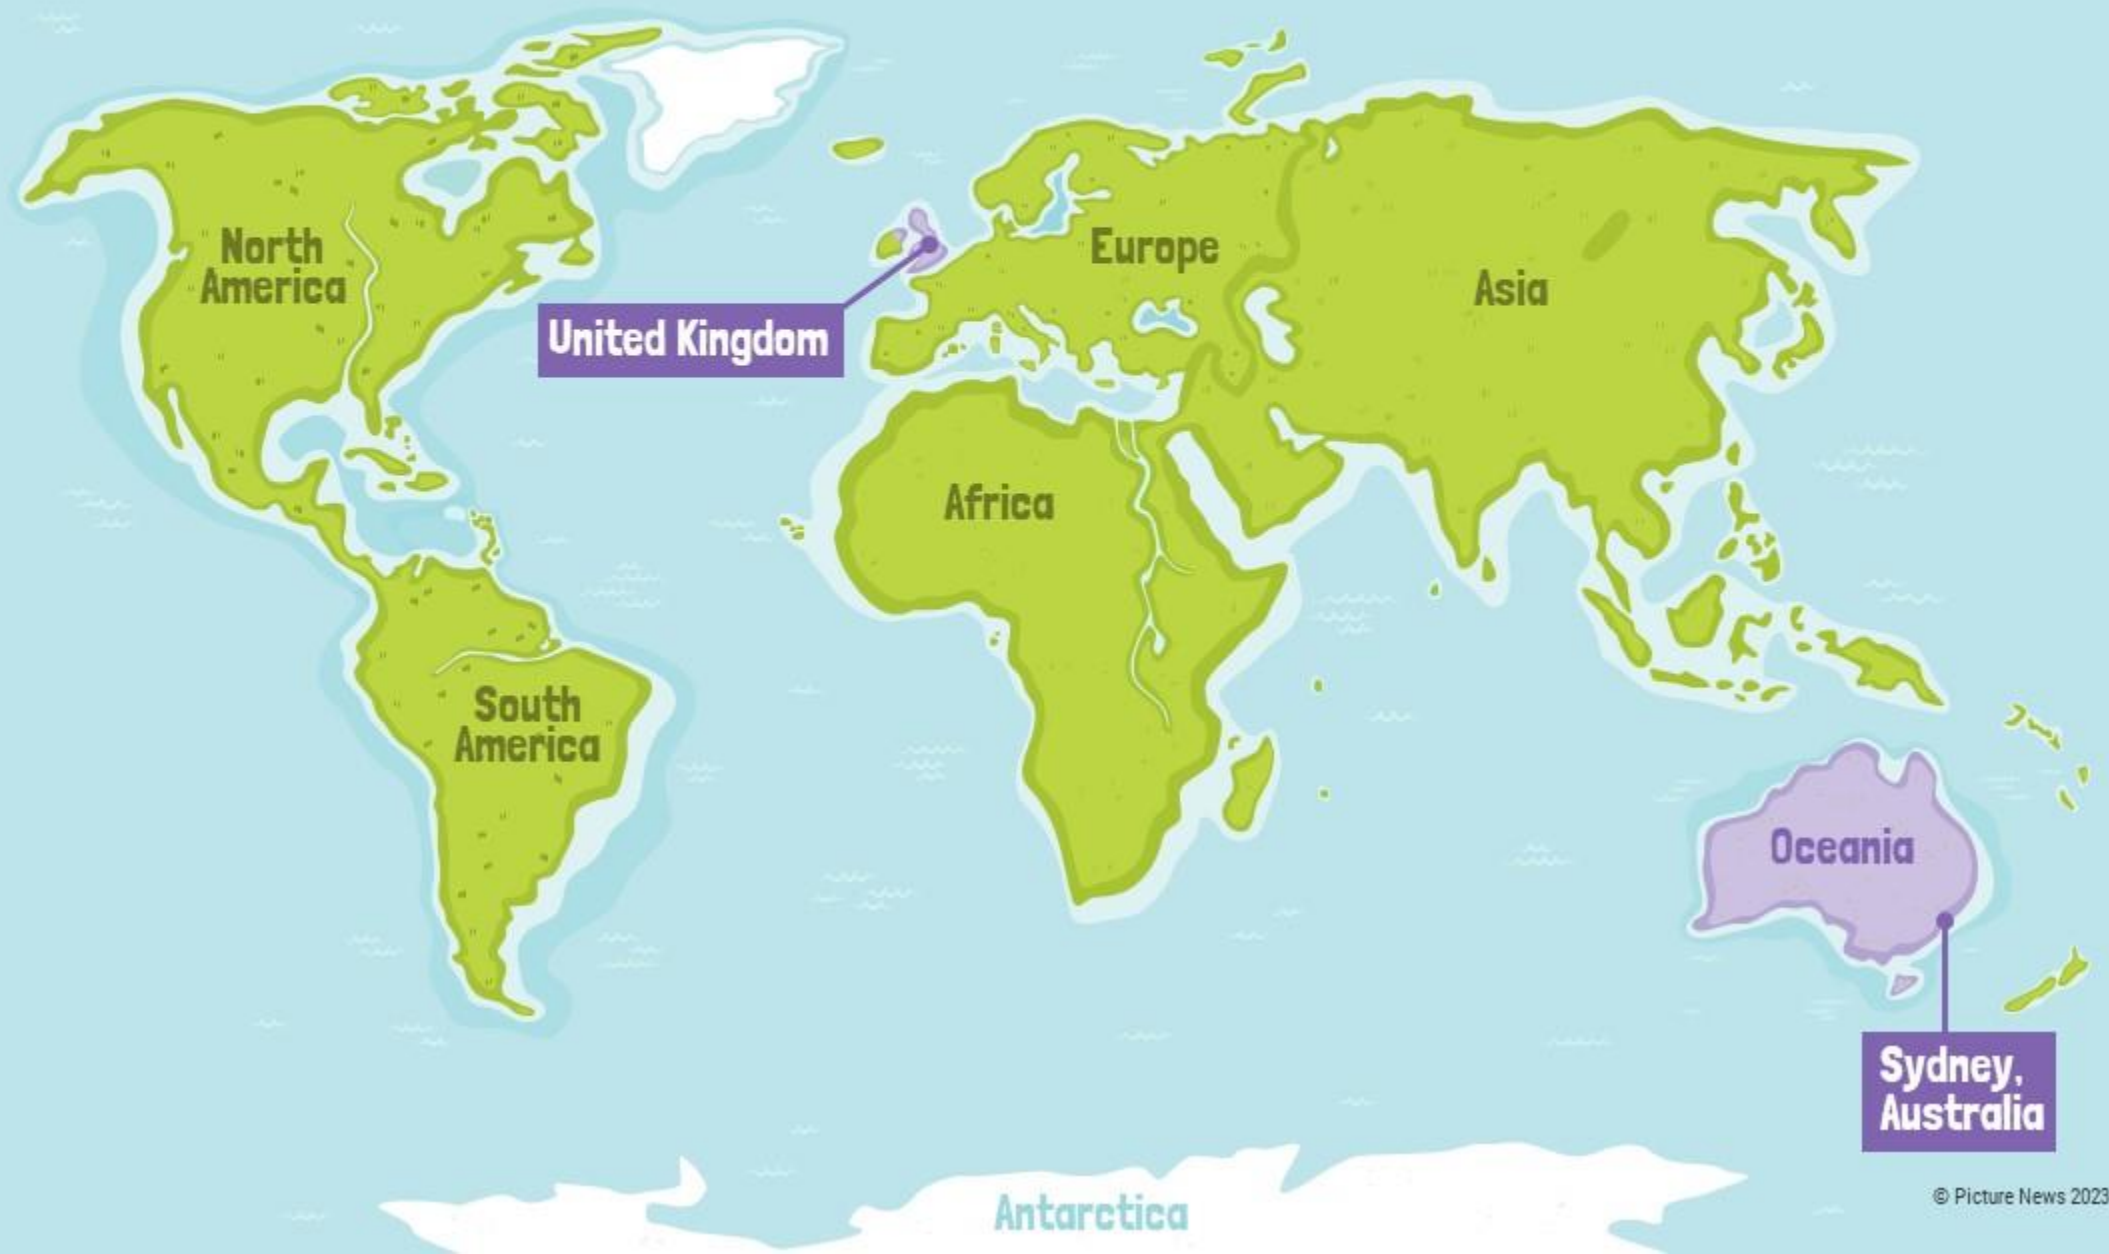 North
America
Europe
Asia
United Kingdom
Africa
South
America
Oceania
Sydney,
Australia
Antarctica
© Picture News 2023